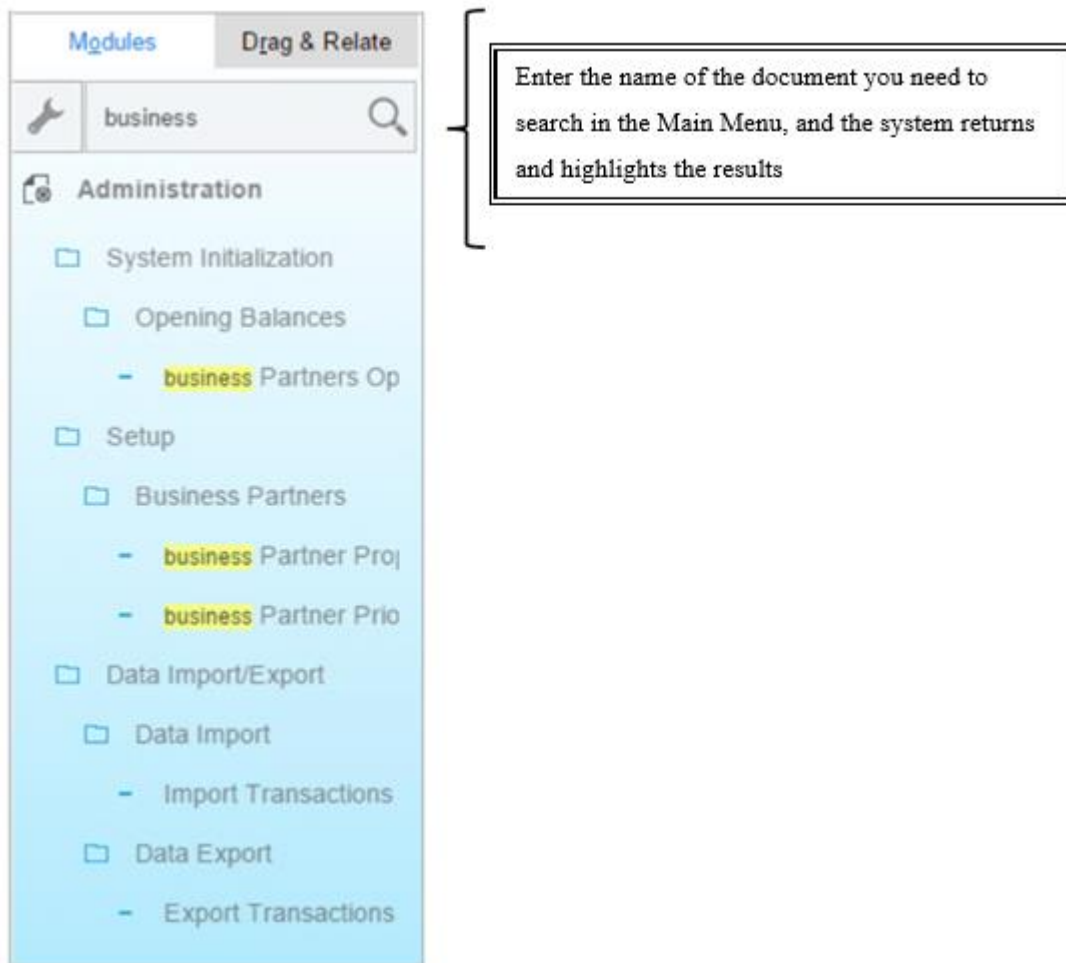 Modules Drag & Relate
business
Administration
System Initialization
Opening Balances
business Partners Op
Setup
Business Partners
business Partner Pro
business Partner Prio
Data Import/Export
Data Import
Import Transactions
Data Export
Export Transactions
Enter the name of the document you need to
search in the Main Menu, and the system returns
and highlights the results